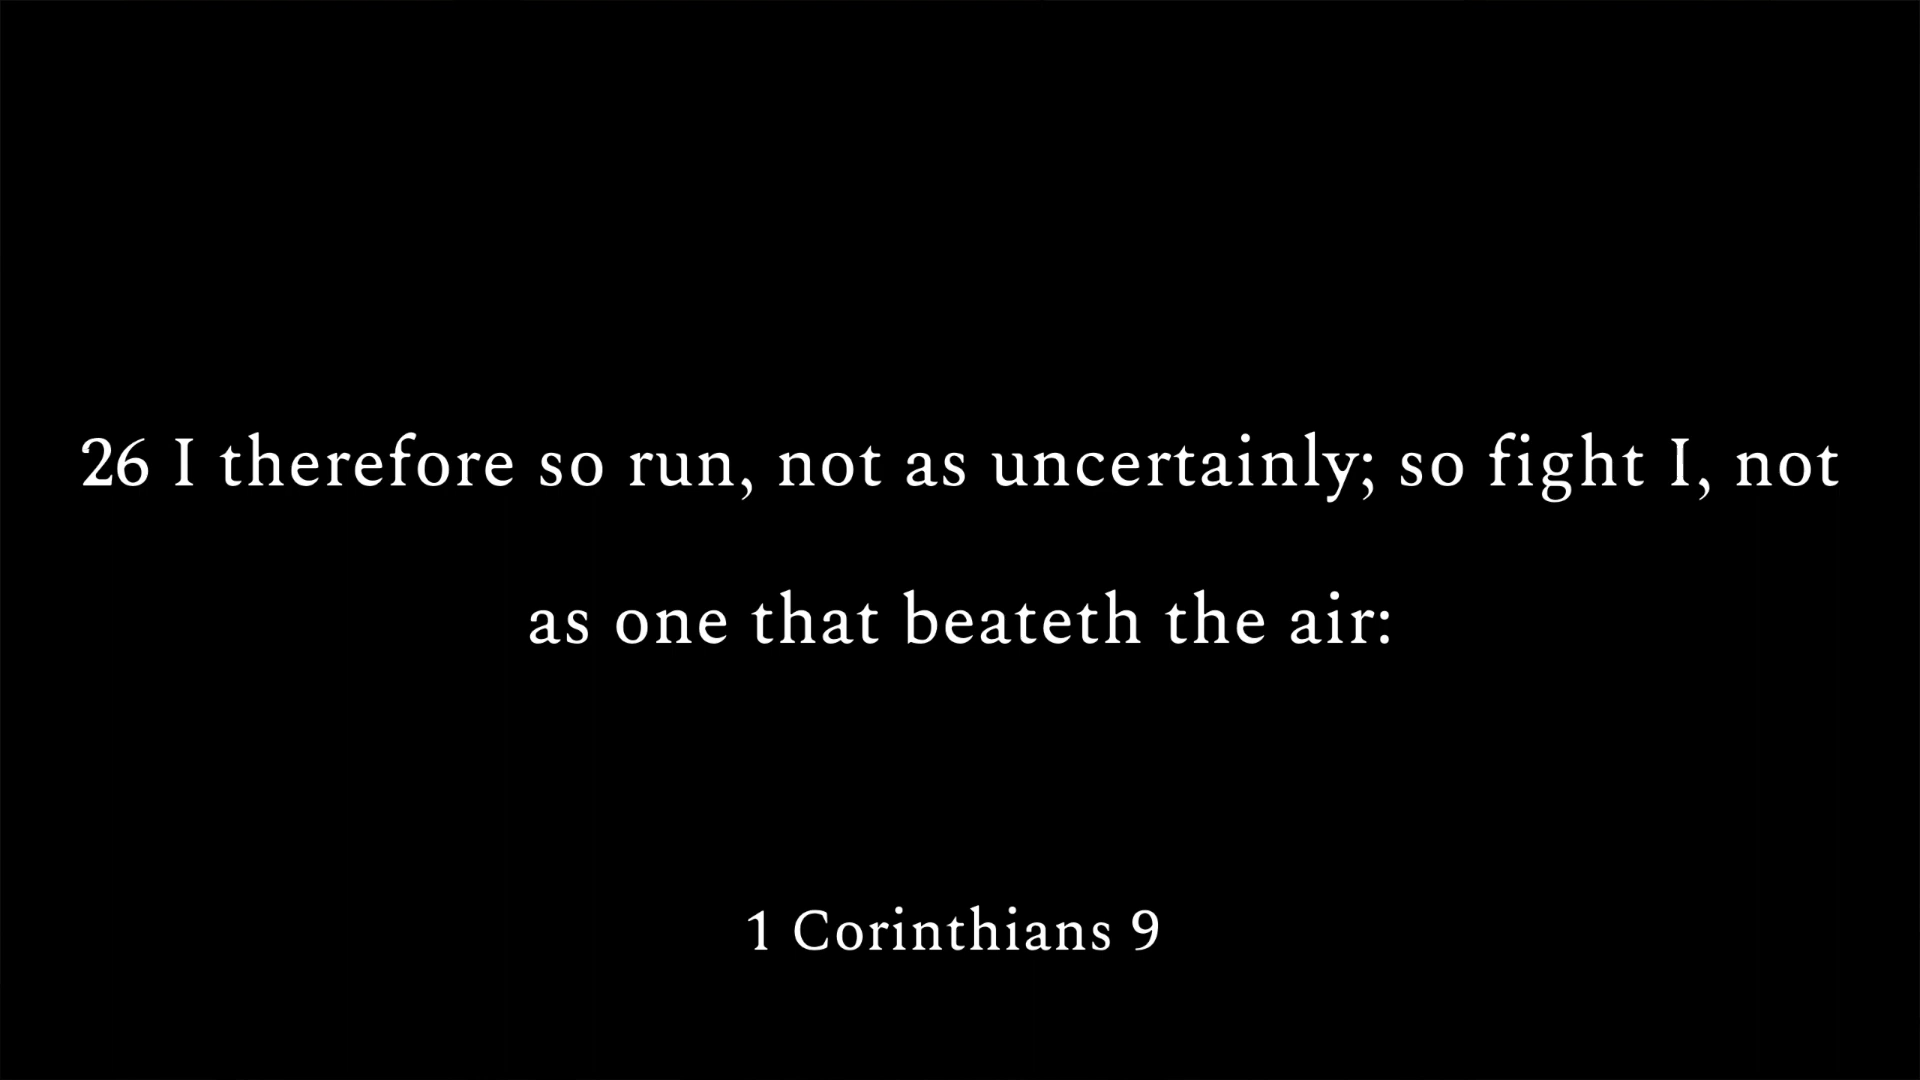 26 I therefore so run, not as uncertainly; so fight I, not
as one that beateth the air:
1 Corinthians 9